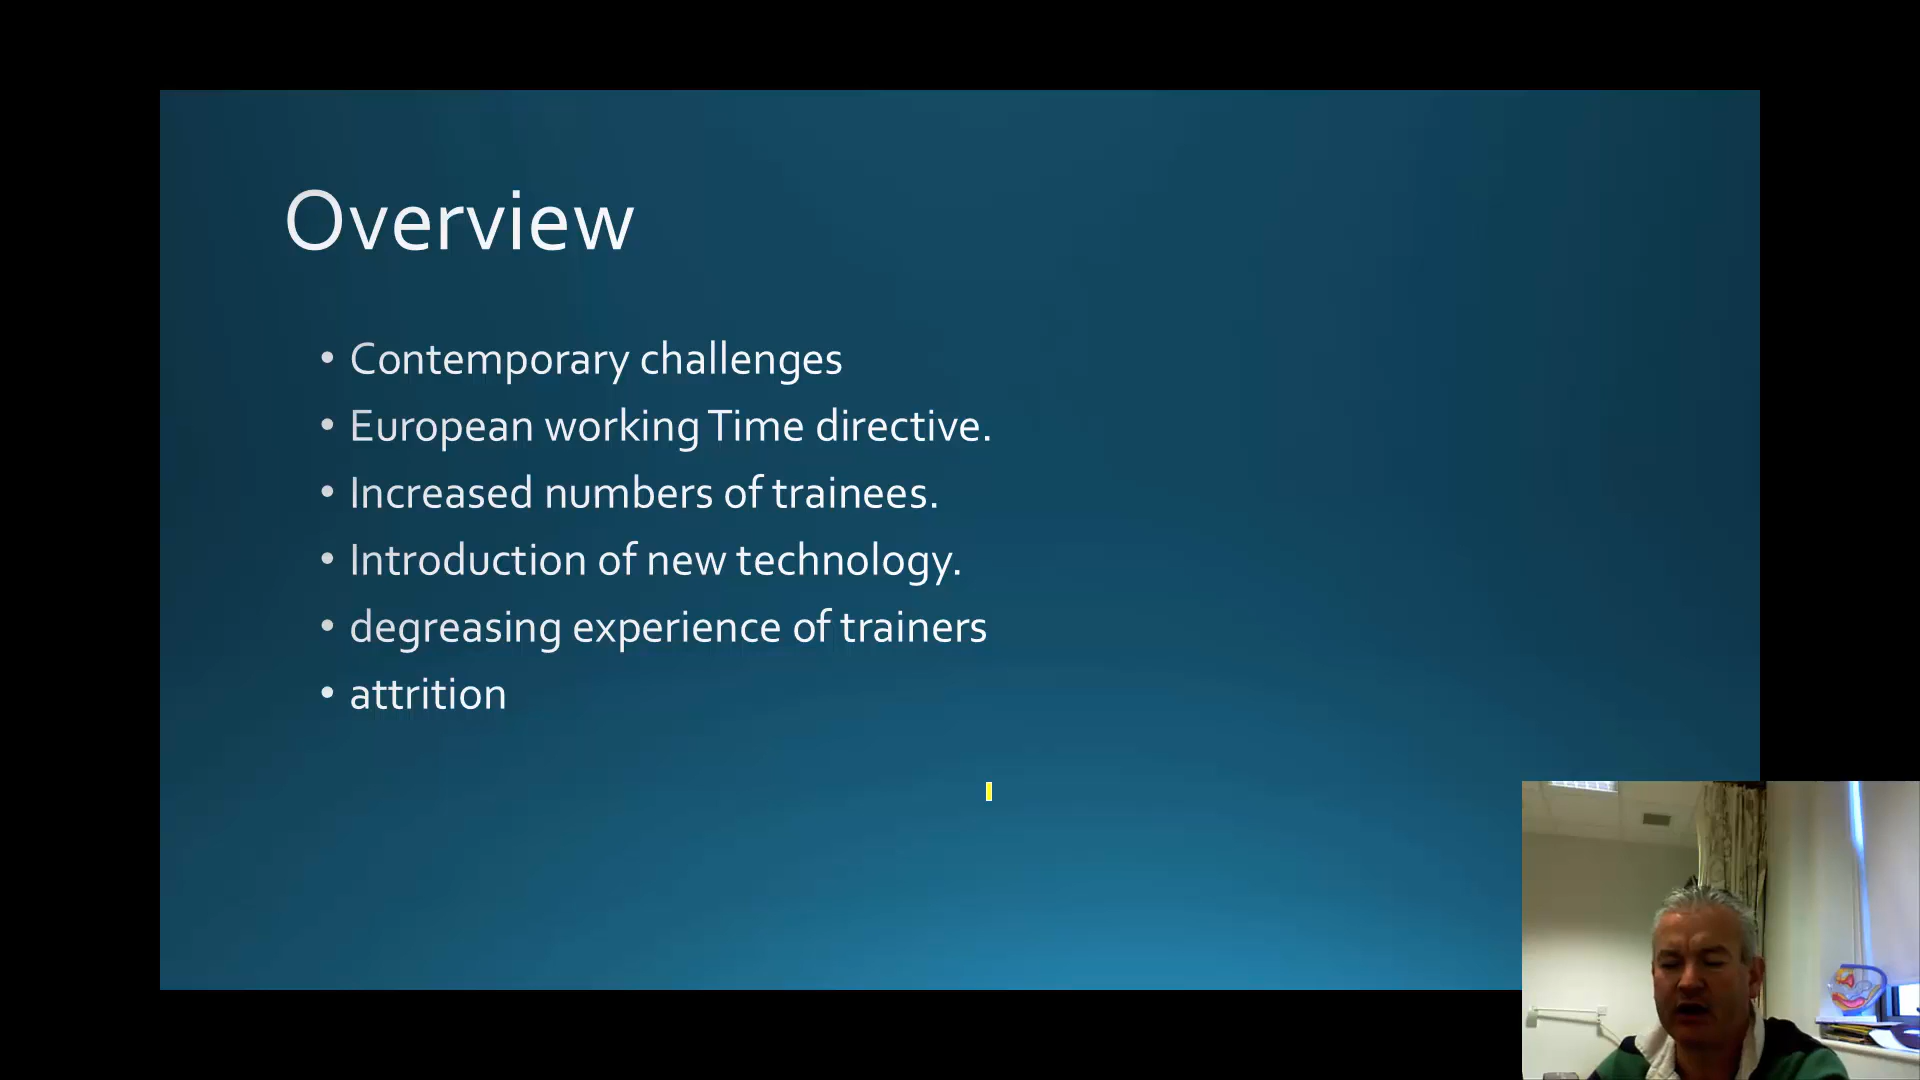 Overview
• Contemporary challenges
• European working Time directive.
• Increased numbers of trainees.
• Introduction of new technology.
• degreasing experience of trainers
• attrition